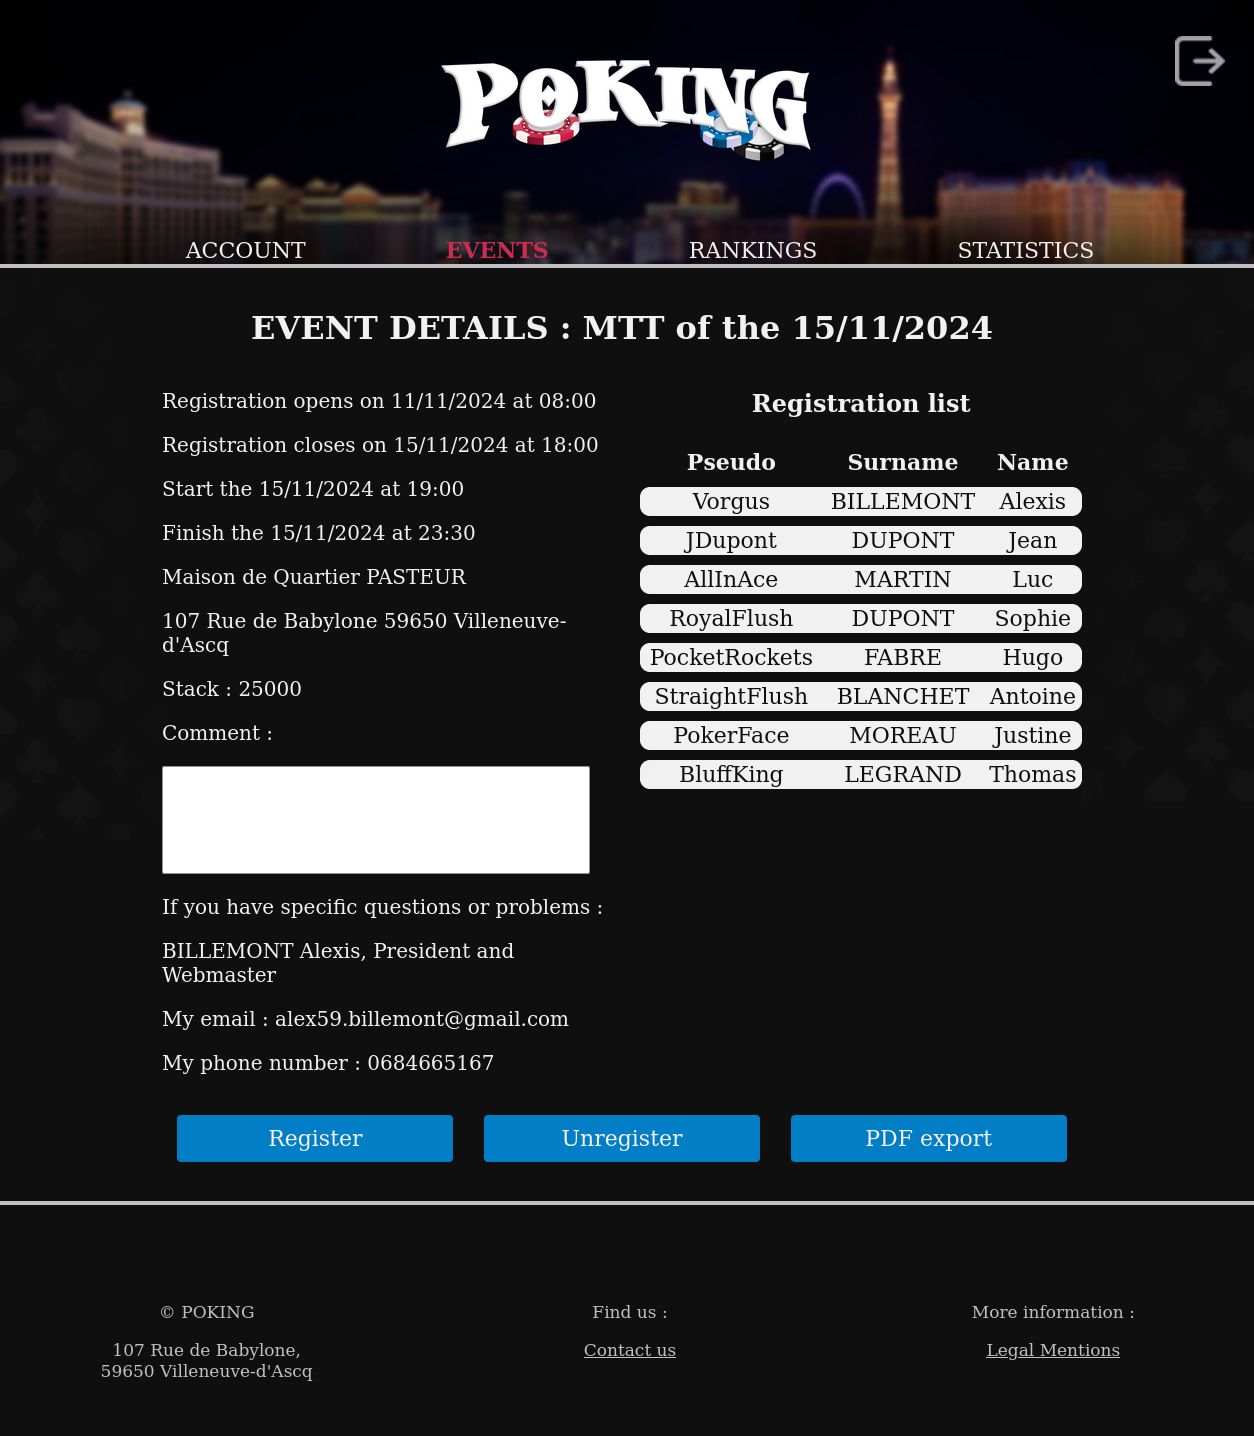 POKING
ACCOUNT EVENTS RANKINGS STATISTICS
EVENT DETAILS : MTT of the 15/11/2024
Registration opens on 11/11/2024 at 08:00
Registration closes on 15/11/2024 at 18:00
Start the 15/11/2024 at 19:00
Finish the 15/11/2024 at 23:30
Maison de Quartier PASTEUR
107 Rue de Babylone 59650 Villeneuve-
d'Ascq
Stack : 25000
Comment :
If you have specific questions or problems :
BILLEMONT Alexis, President and
Webmaster
My email : alex59.billemont@gmail.com
My phone number : 0684665167
Registration list
Pseudo Surname Name
Vorgus BILLEMONT Alexis
JDupont DUPONT Jean
AllInAce MARTIN Luc
RoyalFlush DUPONT Sophie
PocketRockets FABRE Hugo
StraightFlush BLANCHET Antoine
PokerFace MOREAU Justine
BluffKing LEGRAND Thomas
Register Unregister PDF export
© POKING
107 Rue de Babylone,
59650 Villeneuve-d'Ascq
Find us :
Contact us
More information :
Legal Mentions